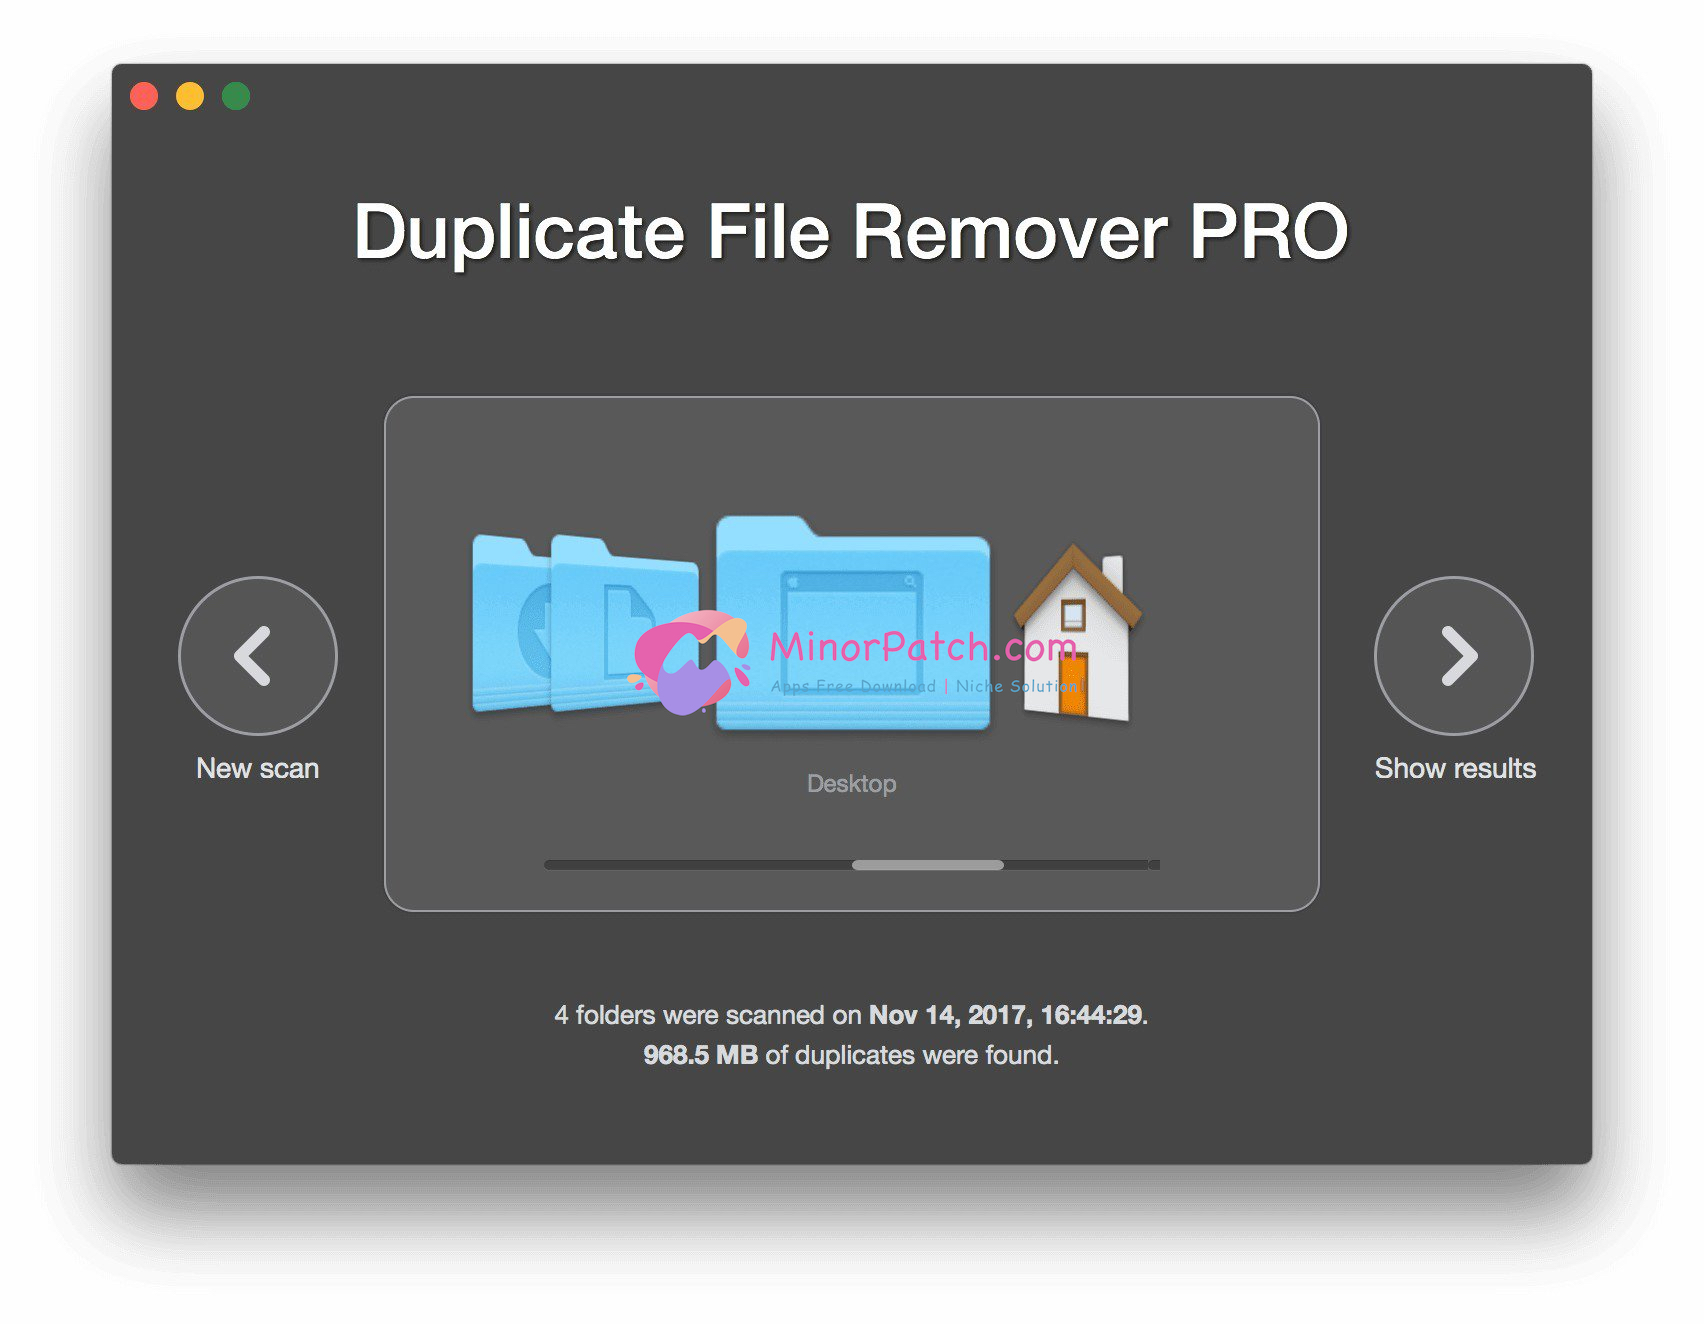 Duplicate File Remover PRO
MinorPatch.com
Apps Free Download | Niche Solution!
Desktop
New scan
Show results
4 folders were scanned on Nov 14, 2017, 16:44:29.
968.5 MB of duplicates were found.